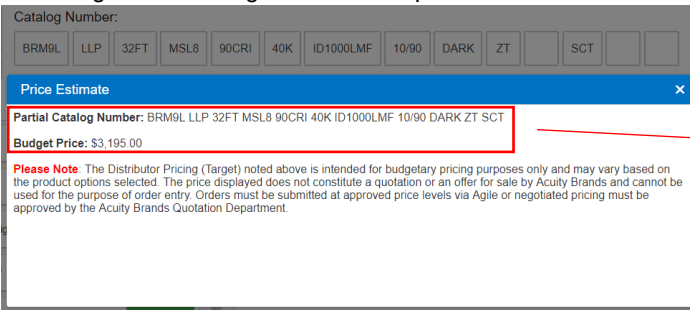 Catalog Number:
BRM9L LLP 32FT MSL8 90CRI 40K ID1000LMF 10/90 DARK ZT SCT
Price Estimate ×
Partial Catalog Number: BRM9L LLP 32FT MSL8 90CRI 40K ID1000LMF 10/90 DARK ZT SCT
Budget Price: $3,195.00
Please Note: The Distributor Pricing (Target) noted above is intended for budgetary pricing purposes only and may vary based on
the product options selected. The price displayed does not constitute a quotation or an offer for sale by Acuity Brands and cannot be
used for the purpose of order entry. Orders must be submitted at approved price levels via Agile or negotiated pricing must be
approved by the Acuity Brands Quotation Department.